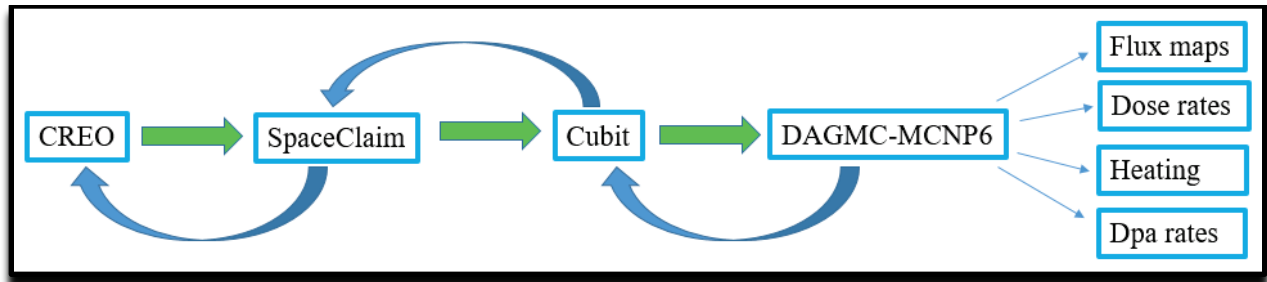 CREO
SpaceClaim
Cubit
DAGMC-MCNP6
Flux maps
Dose rates
Heating
Dpa rates